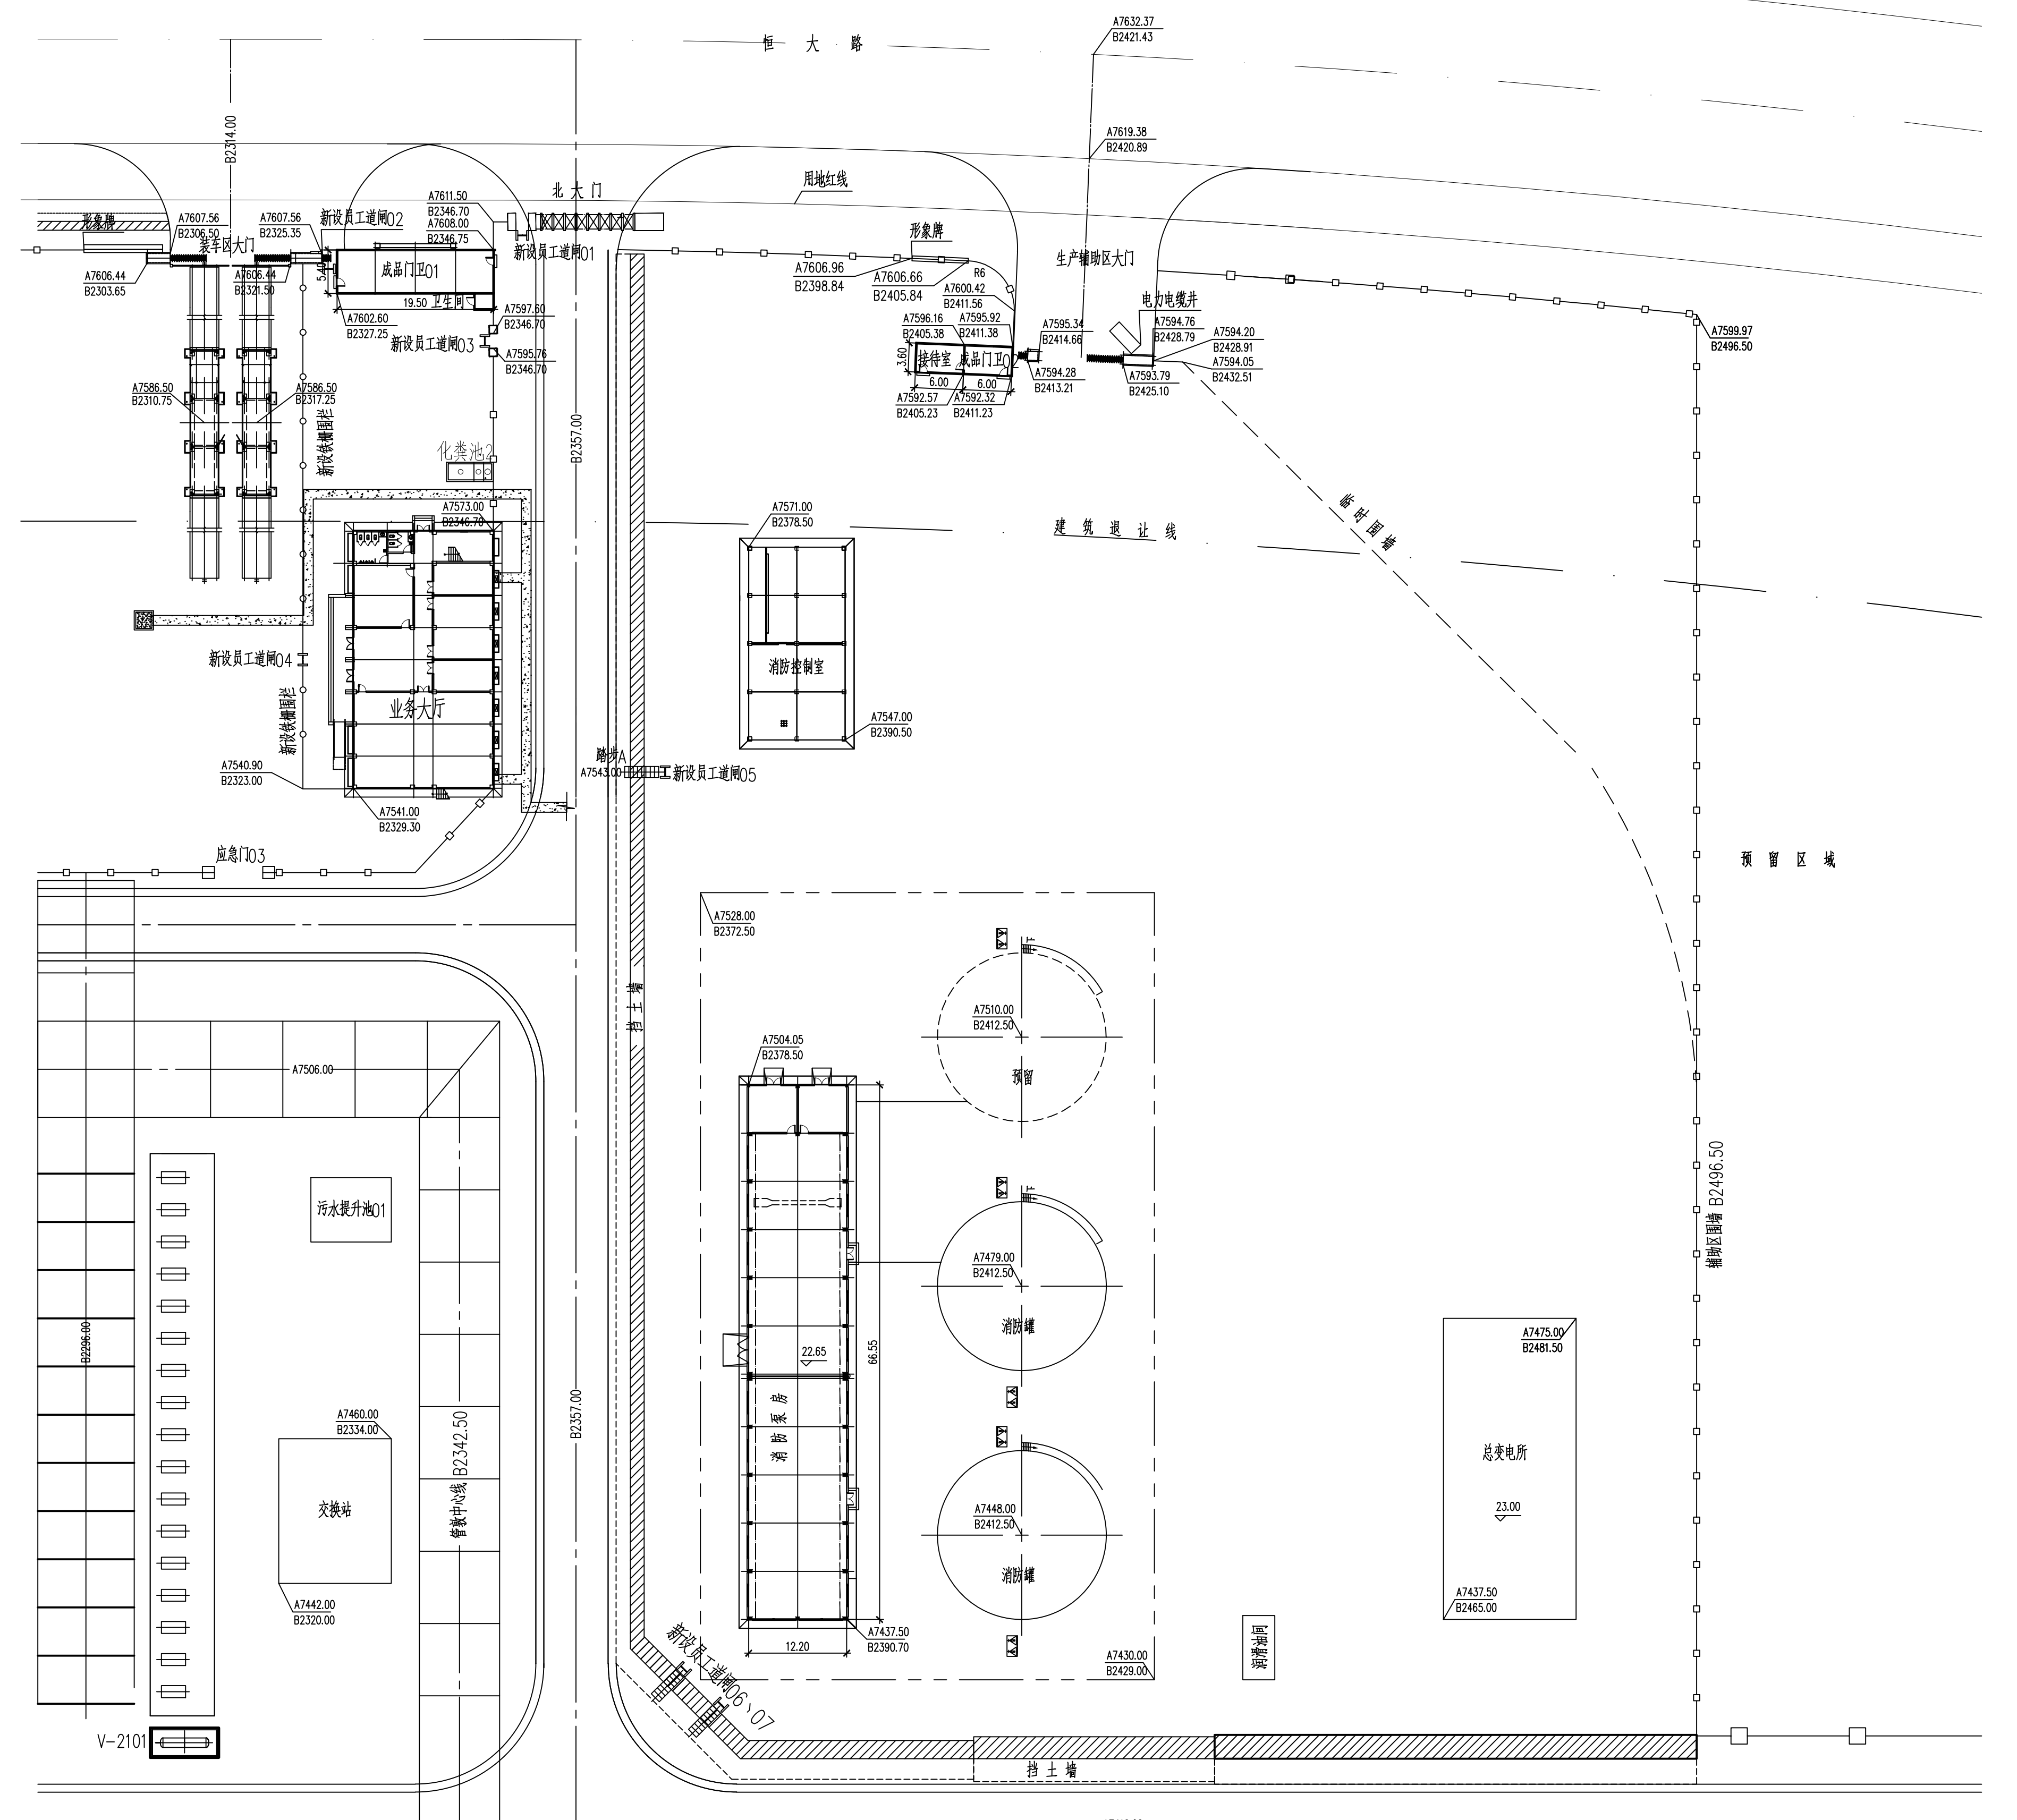 A7632.37
B2421.43
恒 大 路
B2314.00
A7619.38
B2420.89
用地红线
北 大 门
A7611.50
B2346.70
A7608.00
B2346.75
形象牌
A7607.56
B2306.50
A7607.56
B2325.35
新设员工道闸02
装车区大门
新设员工道闸01
形象牌
生产辅助区大门
A7606.44
B2303.65
A7606.44
B2321.50
5.40
成品门卫01
19.50
卫生间
A7606.96
B2398.84
A7606.66
B2405.84
R6
A7600.42
B2411.56
电力电缆井
A7602.60
B2327.25
A7597.60
B2346.70
新设员工道闸03
A7595.76
B2346.70
A7596.16
B2405.38
A7595.92
B2411.38
A7595.34
B2414.66
A7594.76
B2428.79
A7594.20
B2428.91
A7594.05
B2432.51
A7599.97
B2496.50
3.60
接待室
成品门卫0
6.00
6.00
A7594.28
B2413.21
A7593.79
B2425.10
A7592.57
B2405.23
A7592.32
B2411.23
A7586.50
B2310.75
A7586.50
B2317.25
新设铁栅围栏
B2357.00
化粪池2
A7573.00
B2346.70
A7571.00
B2378.50
建 筑 退 让 线
临 时 围 墙
新设员工道闸04
消防控制室
新设铁栅围栏
业务大厅
A7547.00
B2390.50
A7540.90
B2323.00
踏步A
A7543.00
新设员工道闸05
A7541.00
B2329.30
应急门03
预 留 区 域
A7528.00
B2372.50
挡 土 墙
A7510.00
B2412.50
下
预留
A7504.05
B2378.50
A7506.00
污水提升池01
下
A7479.00
B2412.50
消防罐
辅助区围墙 B2496.50
B2296.00
22.65
66.55
A7475.00
B2481.50
消 防 泵 房
B2357.00
A7460.00
B2334.00
管墩中心线 B2342.50
交换站
总变电所
23.00
A7448.00
B2412.50
消防罐
A7442.00
B2320.00
A7437.50
B2465.00
新设员工道闸06、07
12.20
A7437.50
B2390.70
A7430.00
B2429.00
润滑油间
V-2101
挡 土 墙